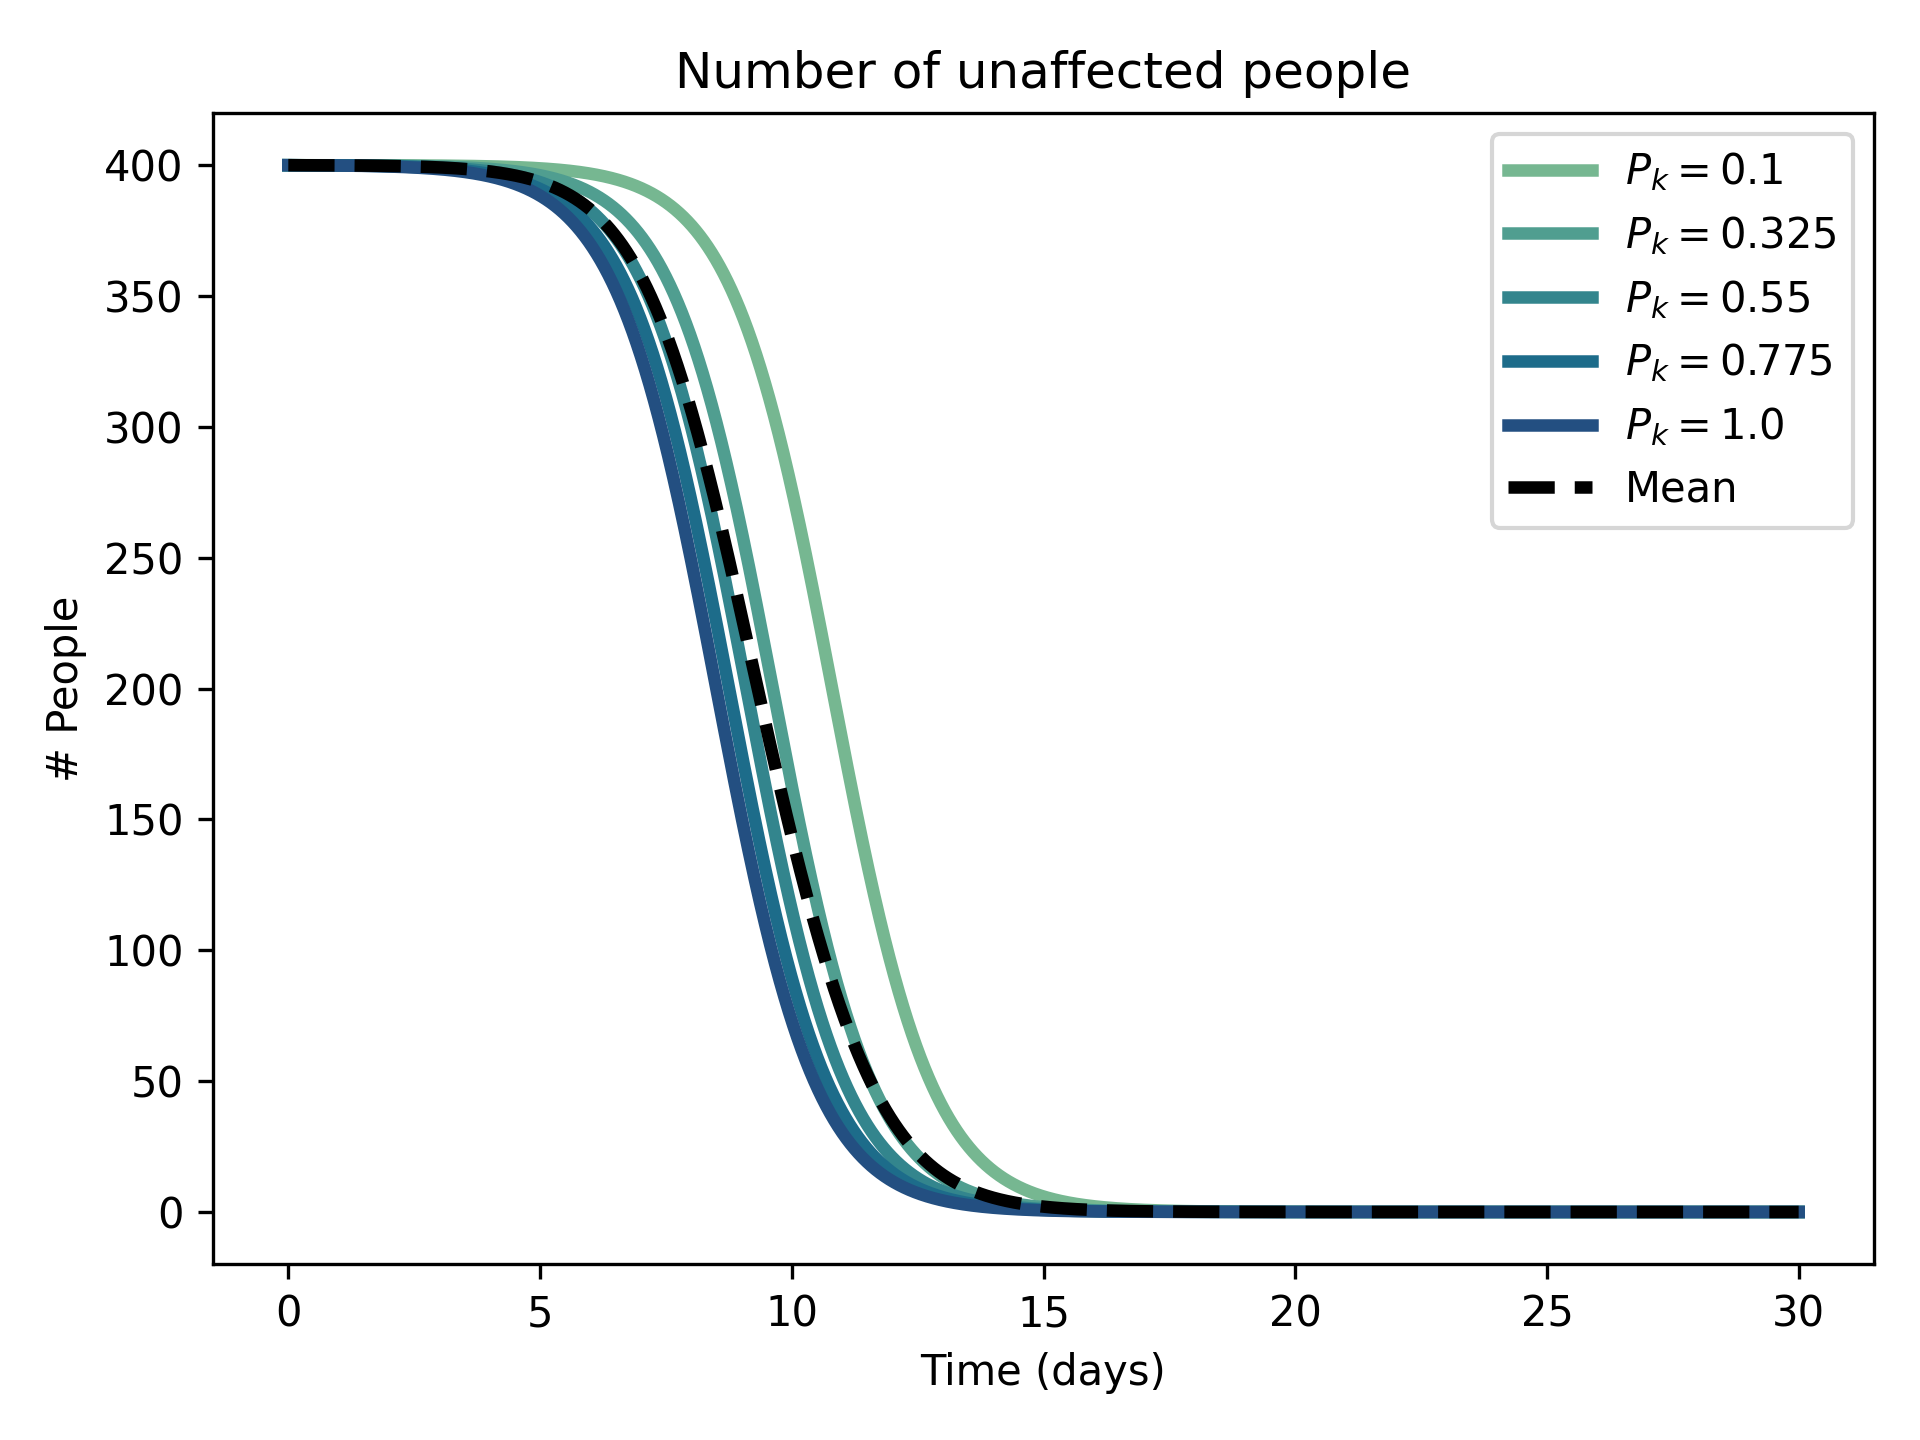 Number of unaffected people
400
350
300
250
200
150
100
50
0
# People
0 5 10 15 20 25 30
Time (days)
P_k = 0.1
P_k = 0.325
P_k = 0.55
P_k = 0.775
P_k = 1.0
Mean